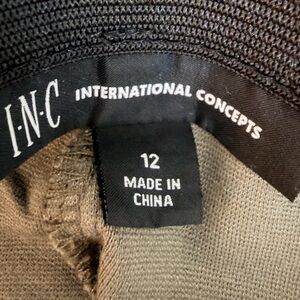 I·N·C INTERNATIONAL CONCEPTS
12
MADE IN
CHINA